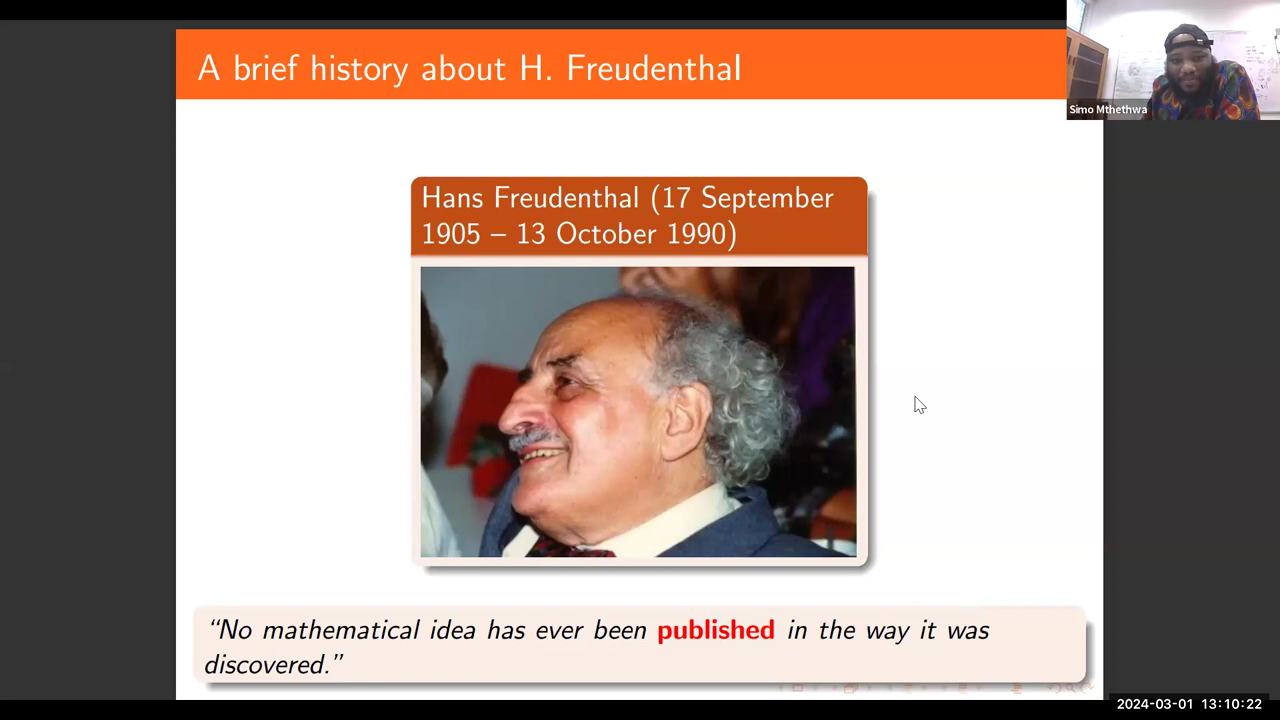 A brief history about H. Freudenthal
Simo Mthethwa
Hans Freudenthal (17 September
1905 – 13 October 1990)
“No mathematical idea has ever been published in the way it was
discovered.”
2024-03-01 13:10:22